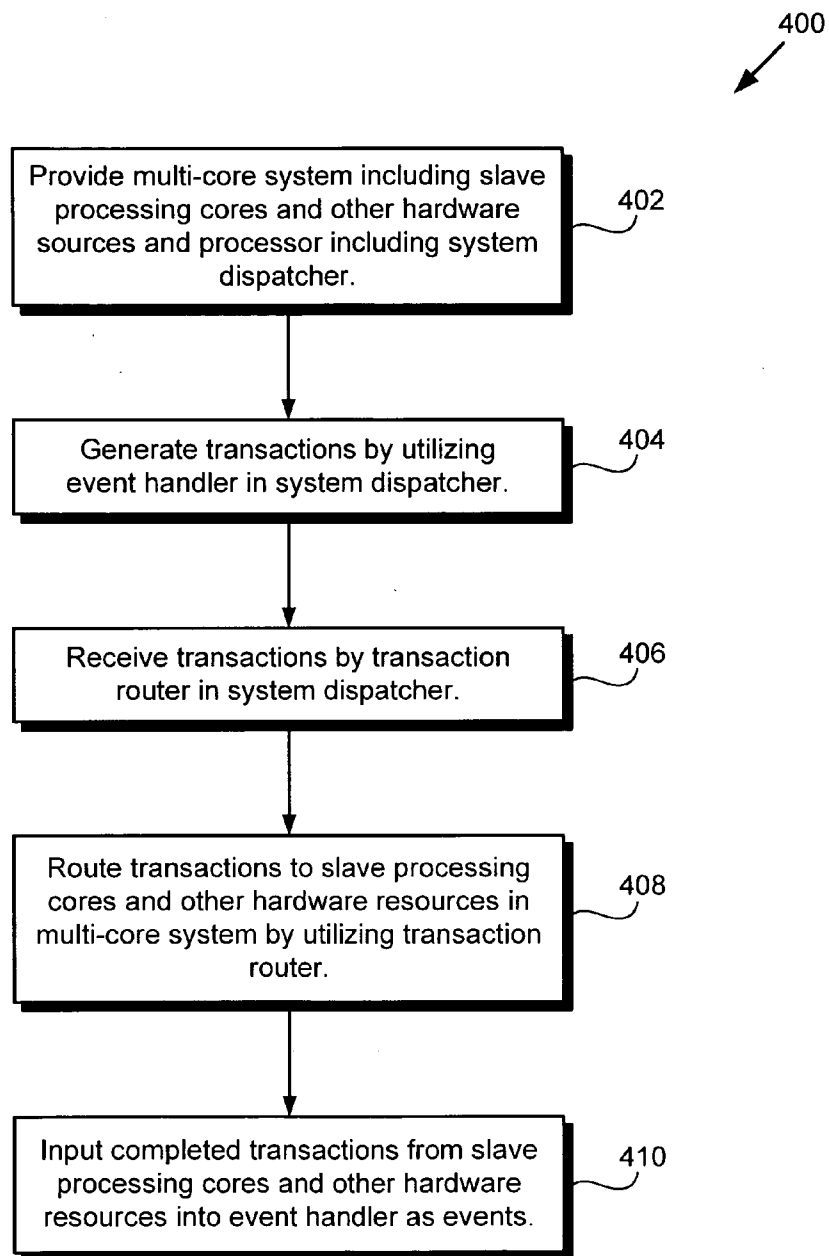 400
Provide multi-core system including slave
processing cores and other hardware
sources and processor including system
dispatcher.
402
Generate transactions by utilizing
event handler in system dispatcher.
404
Receive transactions by transaction
router in system dispatcher.
406
Route transactions to slave processing
cores and other hardware resources in
multi-core system by utilizing transaction
router.
408
Input completed transactions from slave
processing cores and other hardware
resources into event handler as events.
410